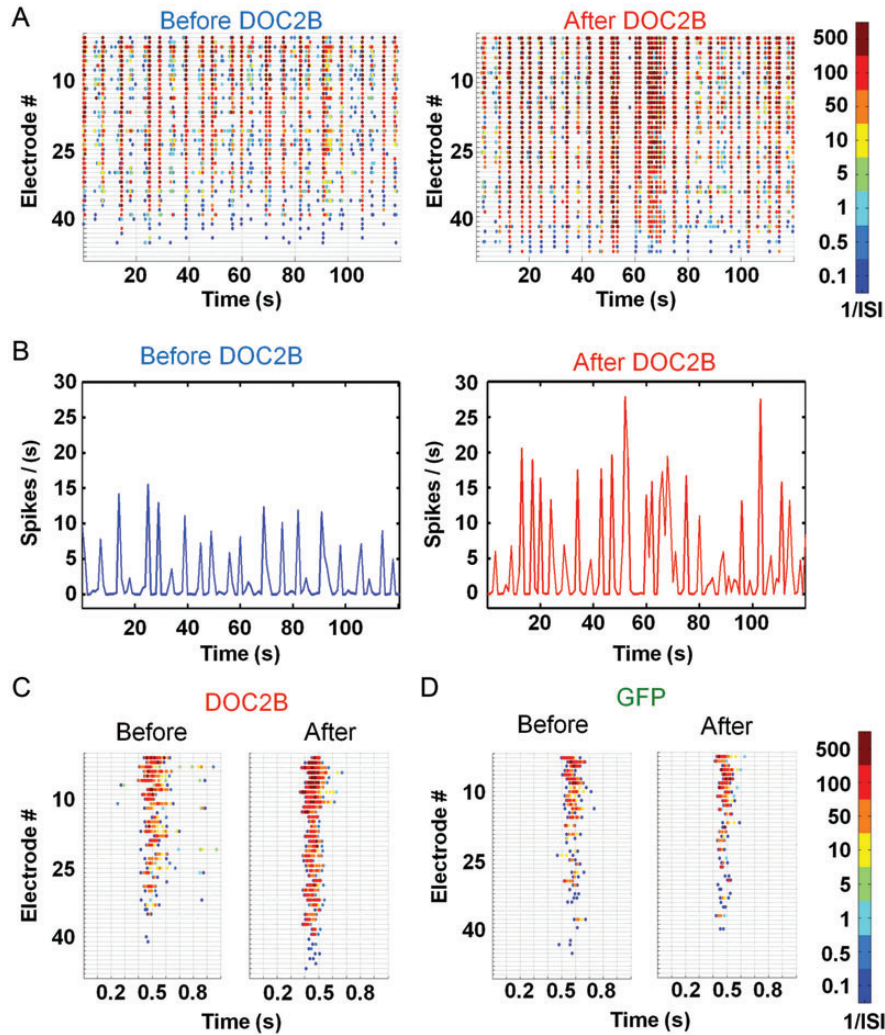 A
Before DOC2B
After DOC2B
Electrode #
10
25
40
20 40 60 80 100
Time (s)
10
25
40
20 40 60 80 100
Time (s)
500
100
50
10
5
1
0.5
0.1
1/ISI
B
Before DOC2B
After DOC2B
Spikes / (s)
30
25
20
15
10
5
0
20 40 60 80 100
Time (s)
Spikes / (s)
30
25
20
15
10
5
0
20 40 60 80 100
Time (s)
C
DOC2B
Before
After
Electrode #
10
25
40
0.2 0.5 0.8
0.2 0.5 0.8
Time (s)
D
GFP
Before
After
Electrode #
10
25
40
0.2 0.5 0.8
0.2 0.5 0.8
Time (s)
500
100
50
10
5
1
0.5
0.1
1/ISI